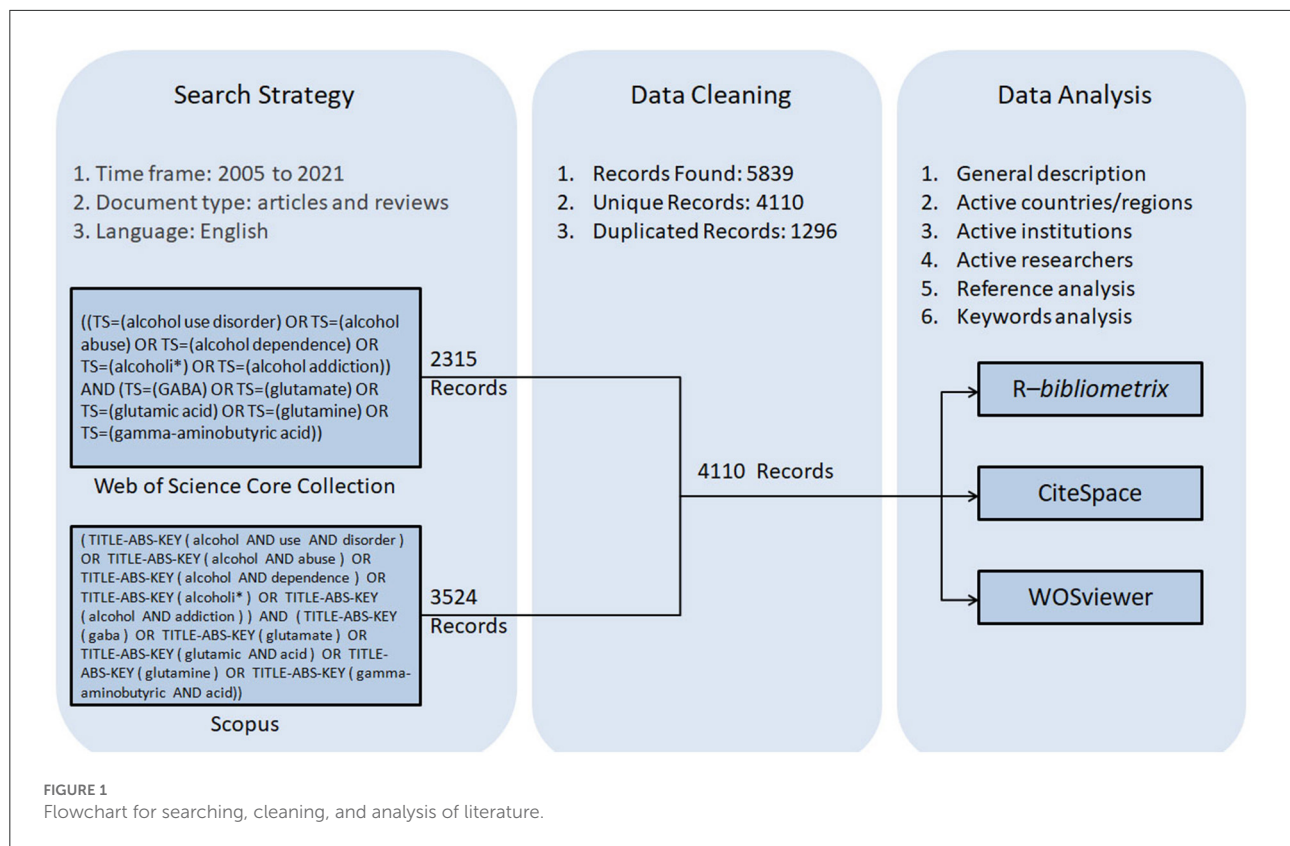 Search Strategy
1. Time frame: 2005 to 2021
2. Document type: articles and reviews
3. Language: English
((TS=(alcohol use disorder) OR TS=(alcohol
abuse) OR TS=(alcohol dependence) OR
TS=(alcoholi*) OR TS=(alcohol addiction))
AND (TS=(GABA) OR TS=(glutamate) OR
TS=(glutamic acid) OR TS=(glutamine) OR
TS=(gamma-aminobutyric acid))
Web of Science Core Collection
2315
Records
( TITLE-ABS-KEY ( alcohol AND use AND disorder)
OR TITLE-ABS-KEY ( alcohol AND abuse ) OR
TITLE-ABS-KEY ( alcohol AND dependence ) OR
TITLE-ABS-KEY ( alcoholi* ) OR TITLE-ABS-KEY
( alcohol AND addiction ) ) AND ( TITLE-ABS-KEY
( gaba ) OR TITLE-ABS-KEY ( glutamate ) OR
TITLE-ABS-KEY ( glutamic AND acid ) OR TITLE-
ABS-KEY ( glutamine ) OR TITLE-ABS-KEY ( gamma-
aminobutyric AND acid))
Scopus
3524
Records
Data Cleaning
1. Records Found: 5839
2. Unique Records: 4110
3. Duplicated Records: 1296
4110 Records
Data Analysis
1. General description
2. Active countries/regions
3. Active institutions
4. Active researchers
5. Reference analysis
6. Keywords analysis
R–bibliometrix
CiteSpace
WOSviewer
FIGURE 1
Flowchart for searching, cleaning, and analysis of literature.